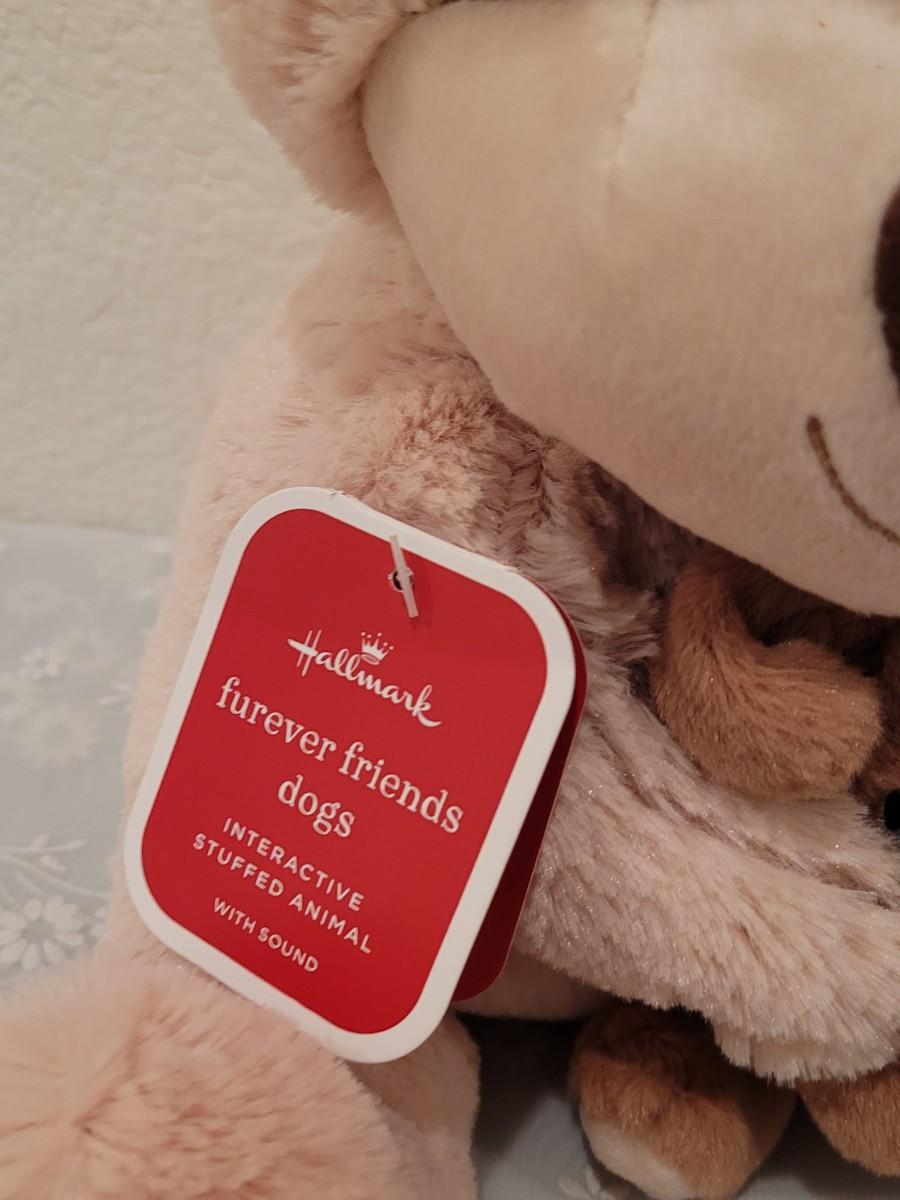 Hallmark
furever friends
dogs
INTERACTIVE
STUFFED ANIMAL
WITH SOUND